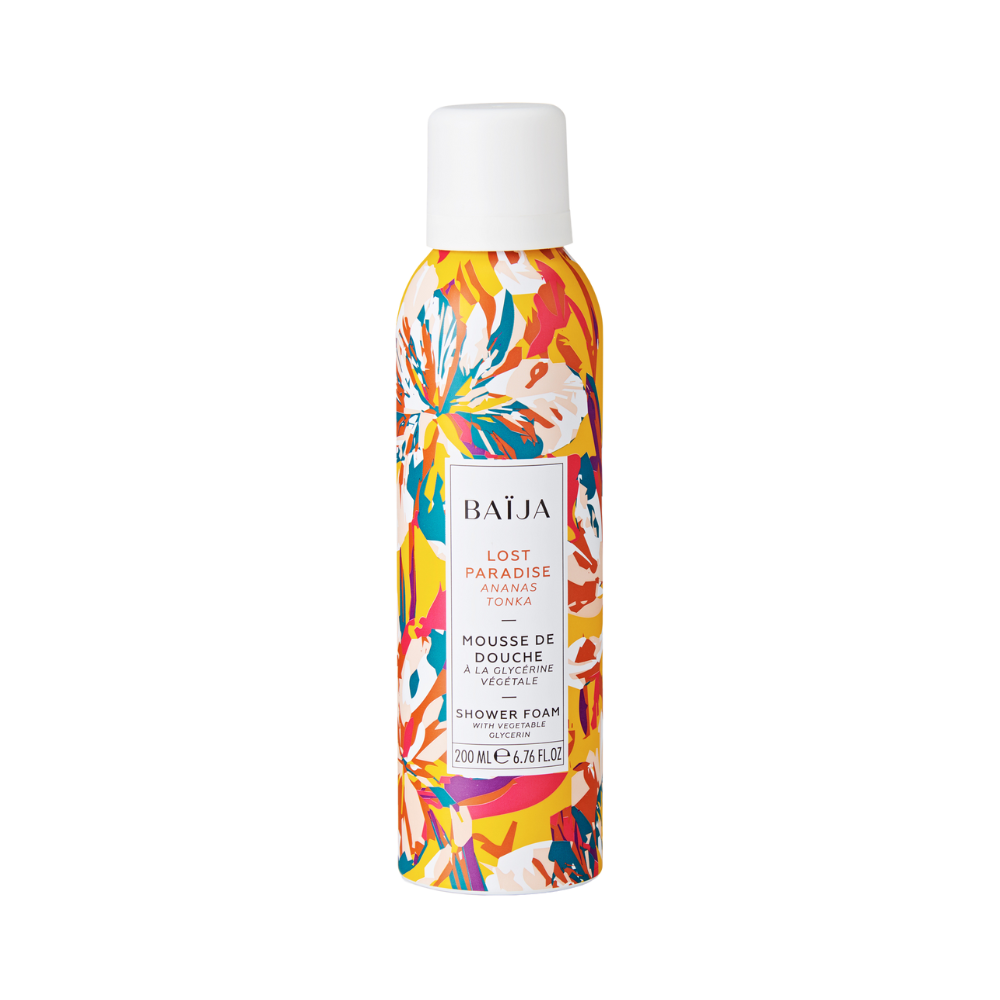 BAÏJA
LOST
PARADISE
ANANAS
TONKA
MOUSSE DE
DOUCHE
À LA GLYCÉRINE
VÉGÉTALE
SHOWER FOAM
WITH VEGETABLE
GLYCERIN
200 ML ℮ 6.76 FL.OZ